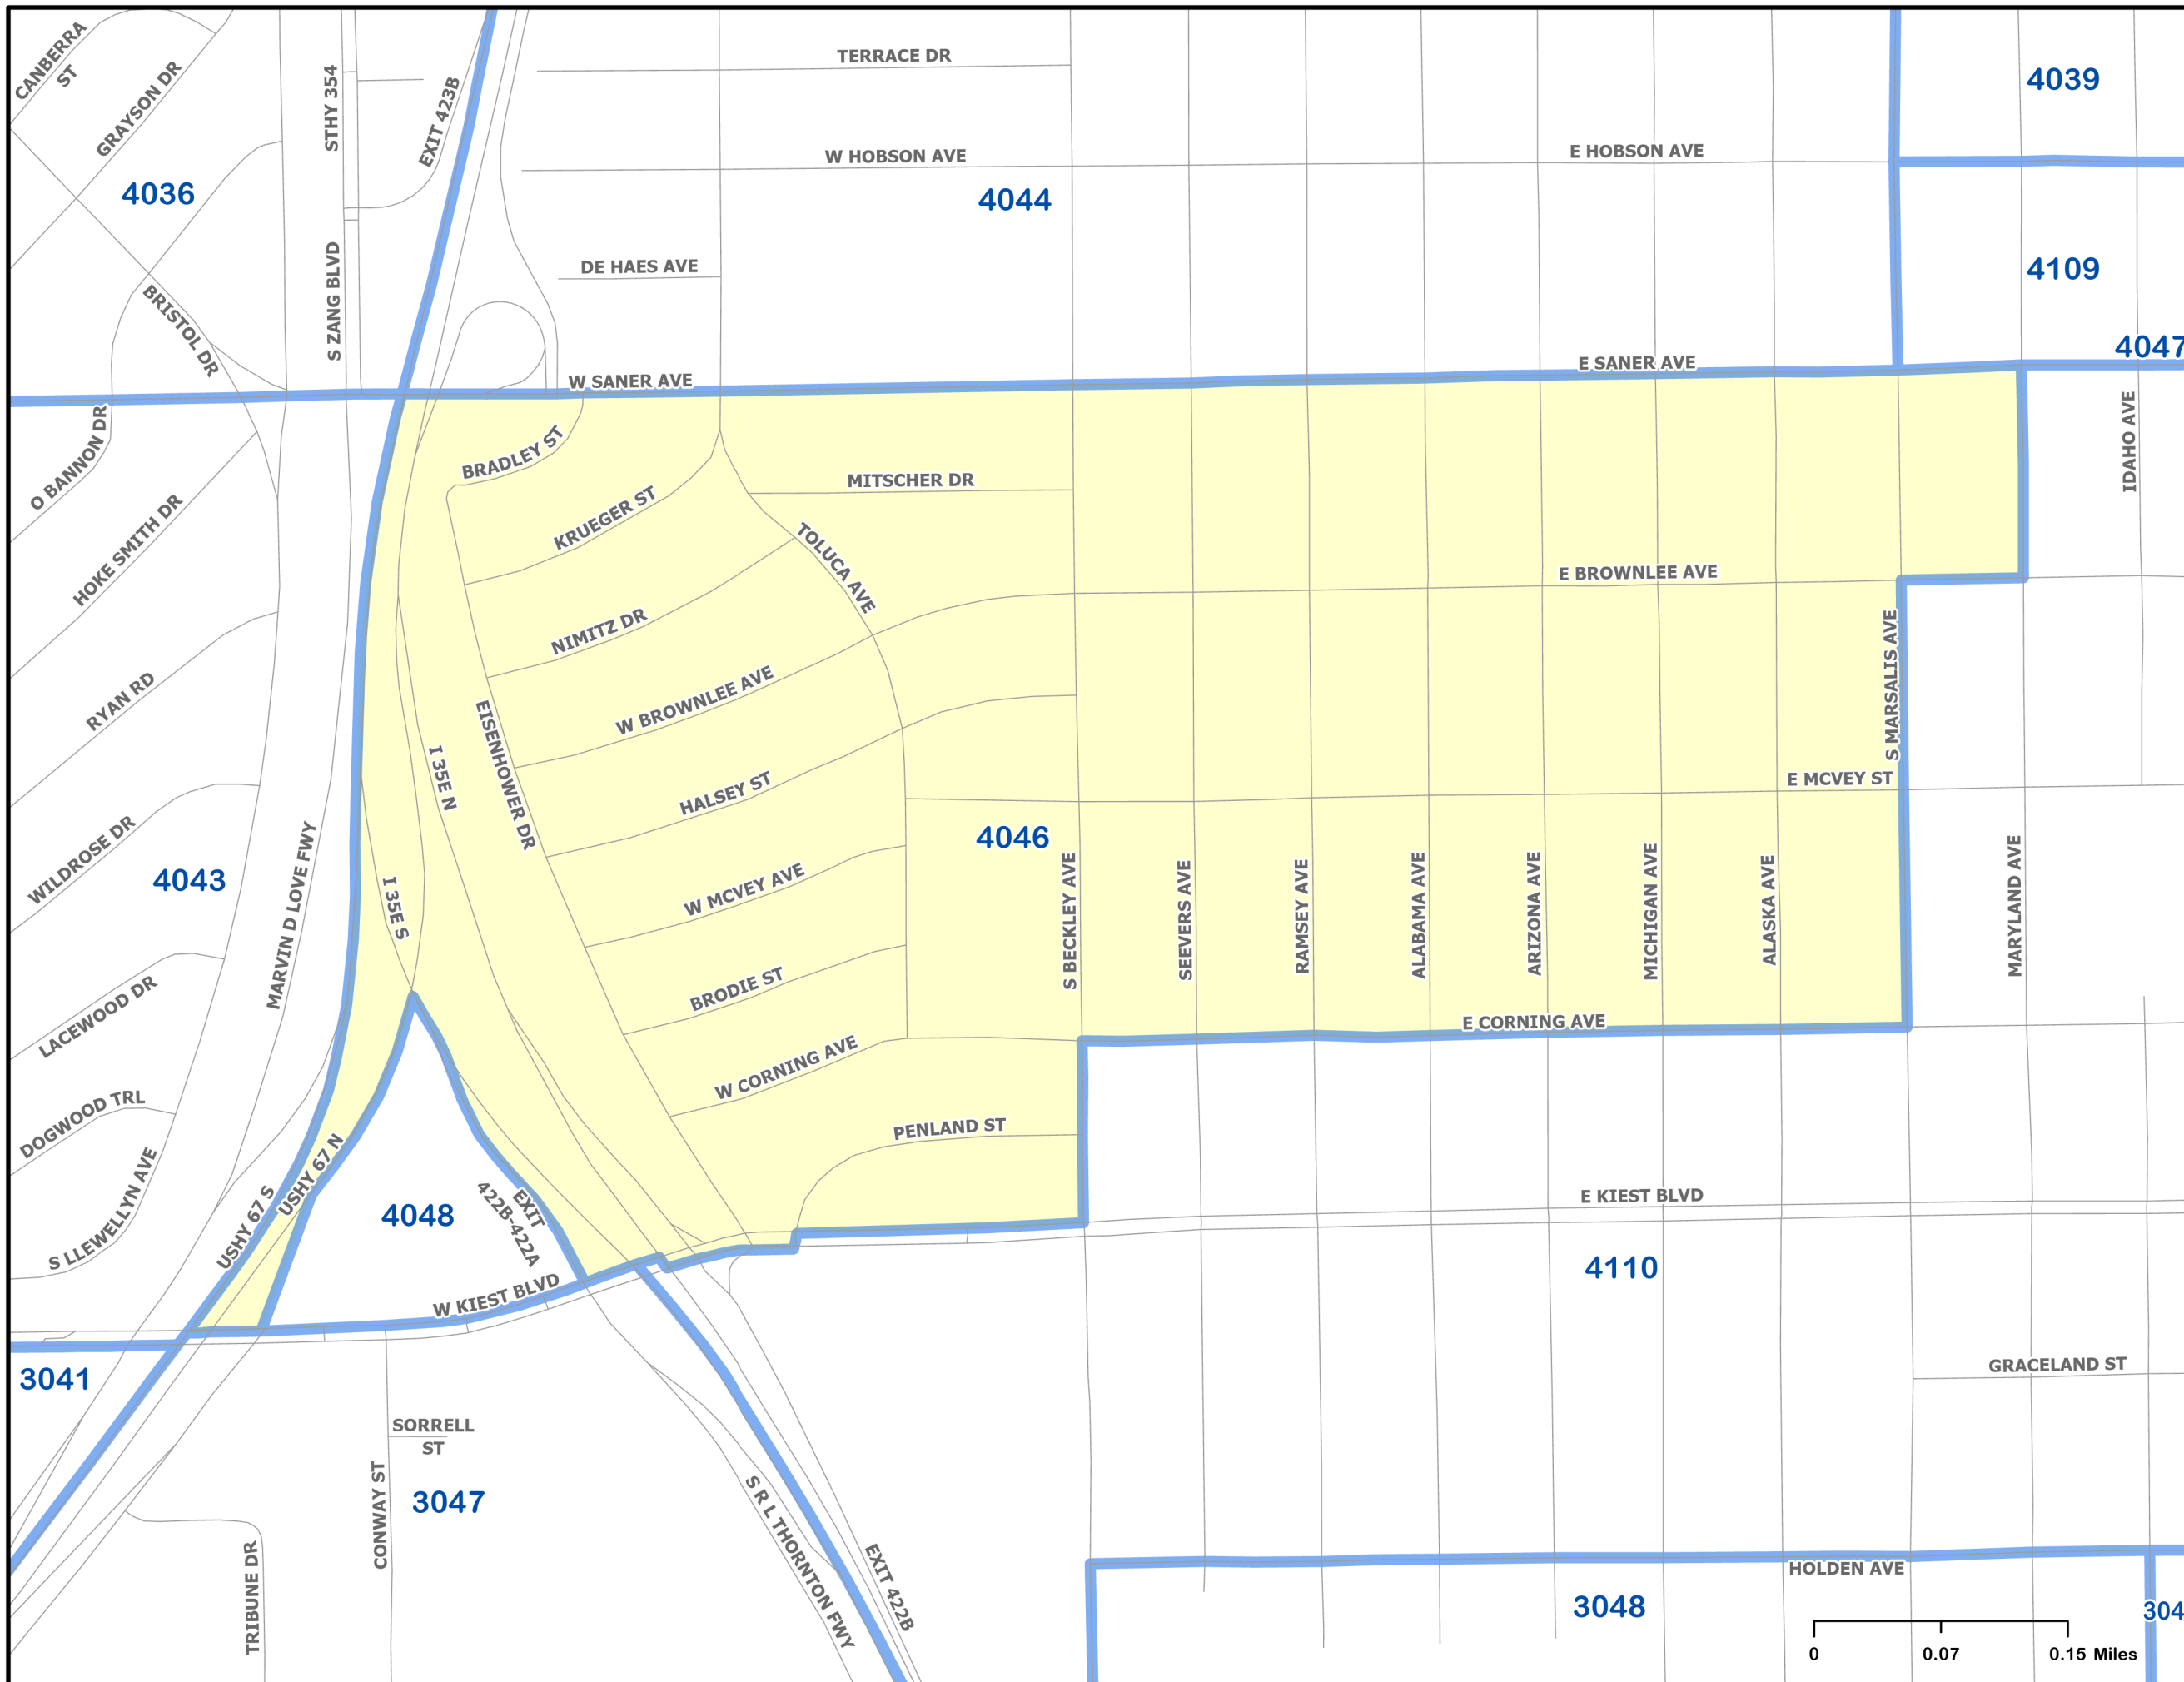 CANBERRA
ST
GRAYSON DR
STHY 354
EXIT 423B
TERRACE DR
4039
W HOBSON AVE
E HOBSON AVE
4036
4044
S ZANG BLVD
DE HAES AVE
4109
BRISTOL DR
4047
W SANER AVE
E SANER AVE
IDAHO AVE
O BANNON DR
BRADLEY ST
MITSCHER DR
HOKE SMITH DR
KRUEGER ST
TOLUCA AVE
E BROWNLEE AVE
NIMITZ DR
S MARSALIS AVE
RYAN RD
W BROWNLEE AVE
EISENHOWER DR
I 35E N
HALSEY ST
E MCVEY ST
WILDROSE DR
4046
4043
MARVIN D LOVE FWY
I 35E S
W MCVEY AVE
S BECKLEY AVE
SEEVERS AVE
RAMSEY AVE
ALABAMA AVE
ARIZONA AVE
MICHIGAN AVE
ALASKA AVE
MARYLAND AVE
LACEWOOD DR
BRODIE ST
E CORNING AVE
W CORNING AVE
DOGWOOD TRL
PENLAND ST
USHY 67 N
S LLEWELLYN AVE
USHY 67 S
4048
EXIT
422B-422A
E KIEST BLVD
4110
W KIEST BLVD
3041
GRACELAND ST
SORRELL
ST
CONWAY ST
3047
S R L THORNTON FWY
EXIT 422B
TRIBUNE DR
HOLDEN AVE
3048
304
0 0.07 0.15 Miles